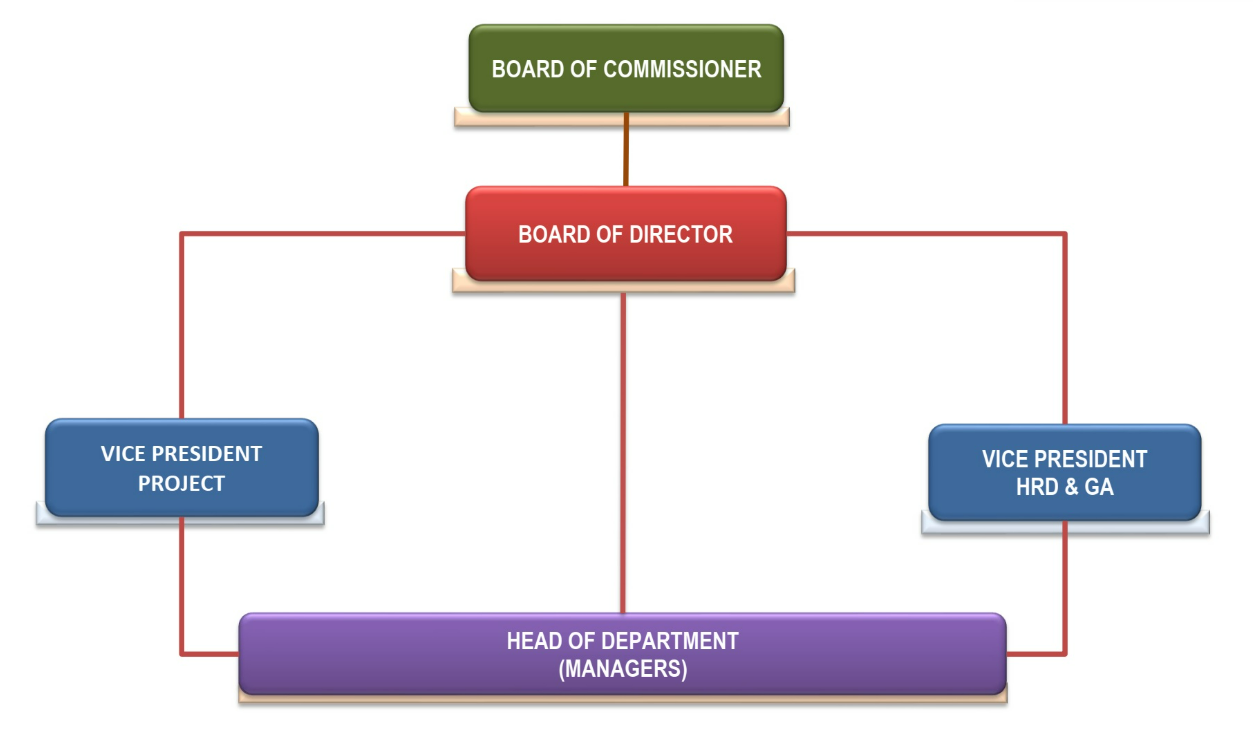 BOARD OF COMMISSIONER
BOARD OF DIRECTOR
VICE PRESIDENT
PROJECT
VICE PRESIDENT
HRD & GA
HEAD OF DEPARTMENT
(MANAGERS)